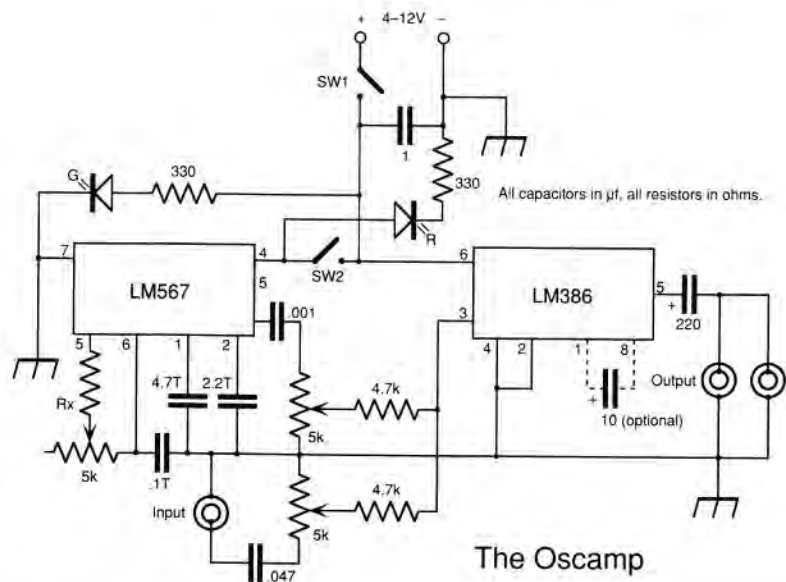 + 4–12V −
SW1
1
330
G
330
R
All capacitors in µf, all resistors in ohms.
7
4
SW2
6
LM567
5
LM386
5
.001
3
+
220
5
6
1
2
4
2
1
8
4.7T
2.2T
4.7k
Output
Rx
+
10 (optional)
5k
5k
.1T
4.7k
Input
5k
.047
The Oscamp